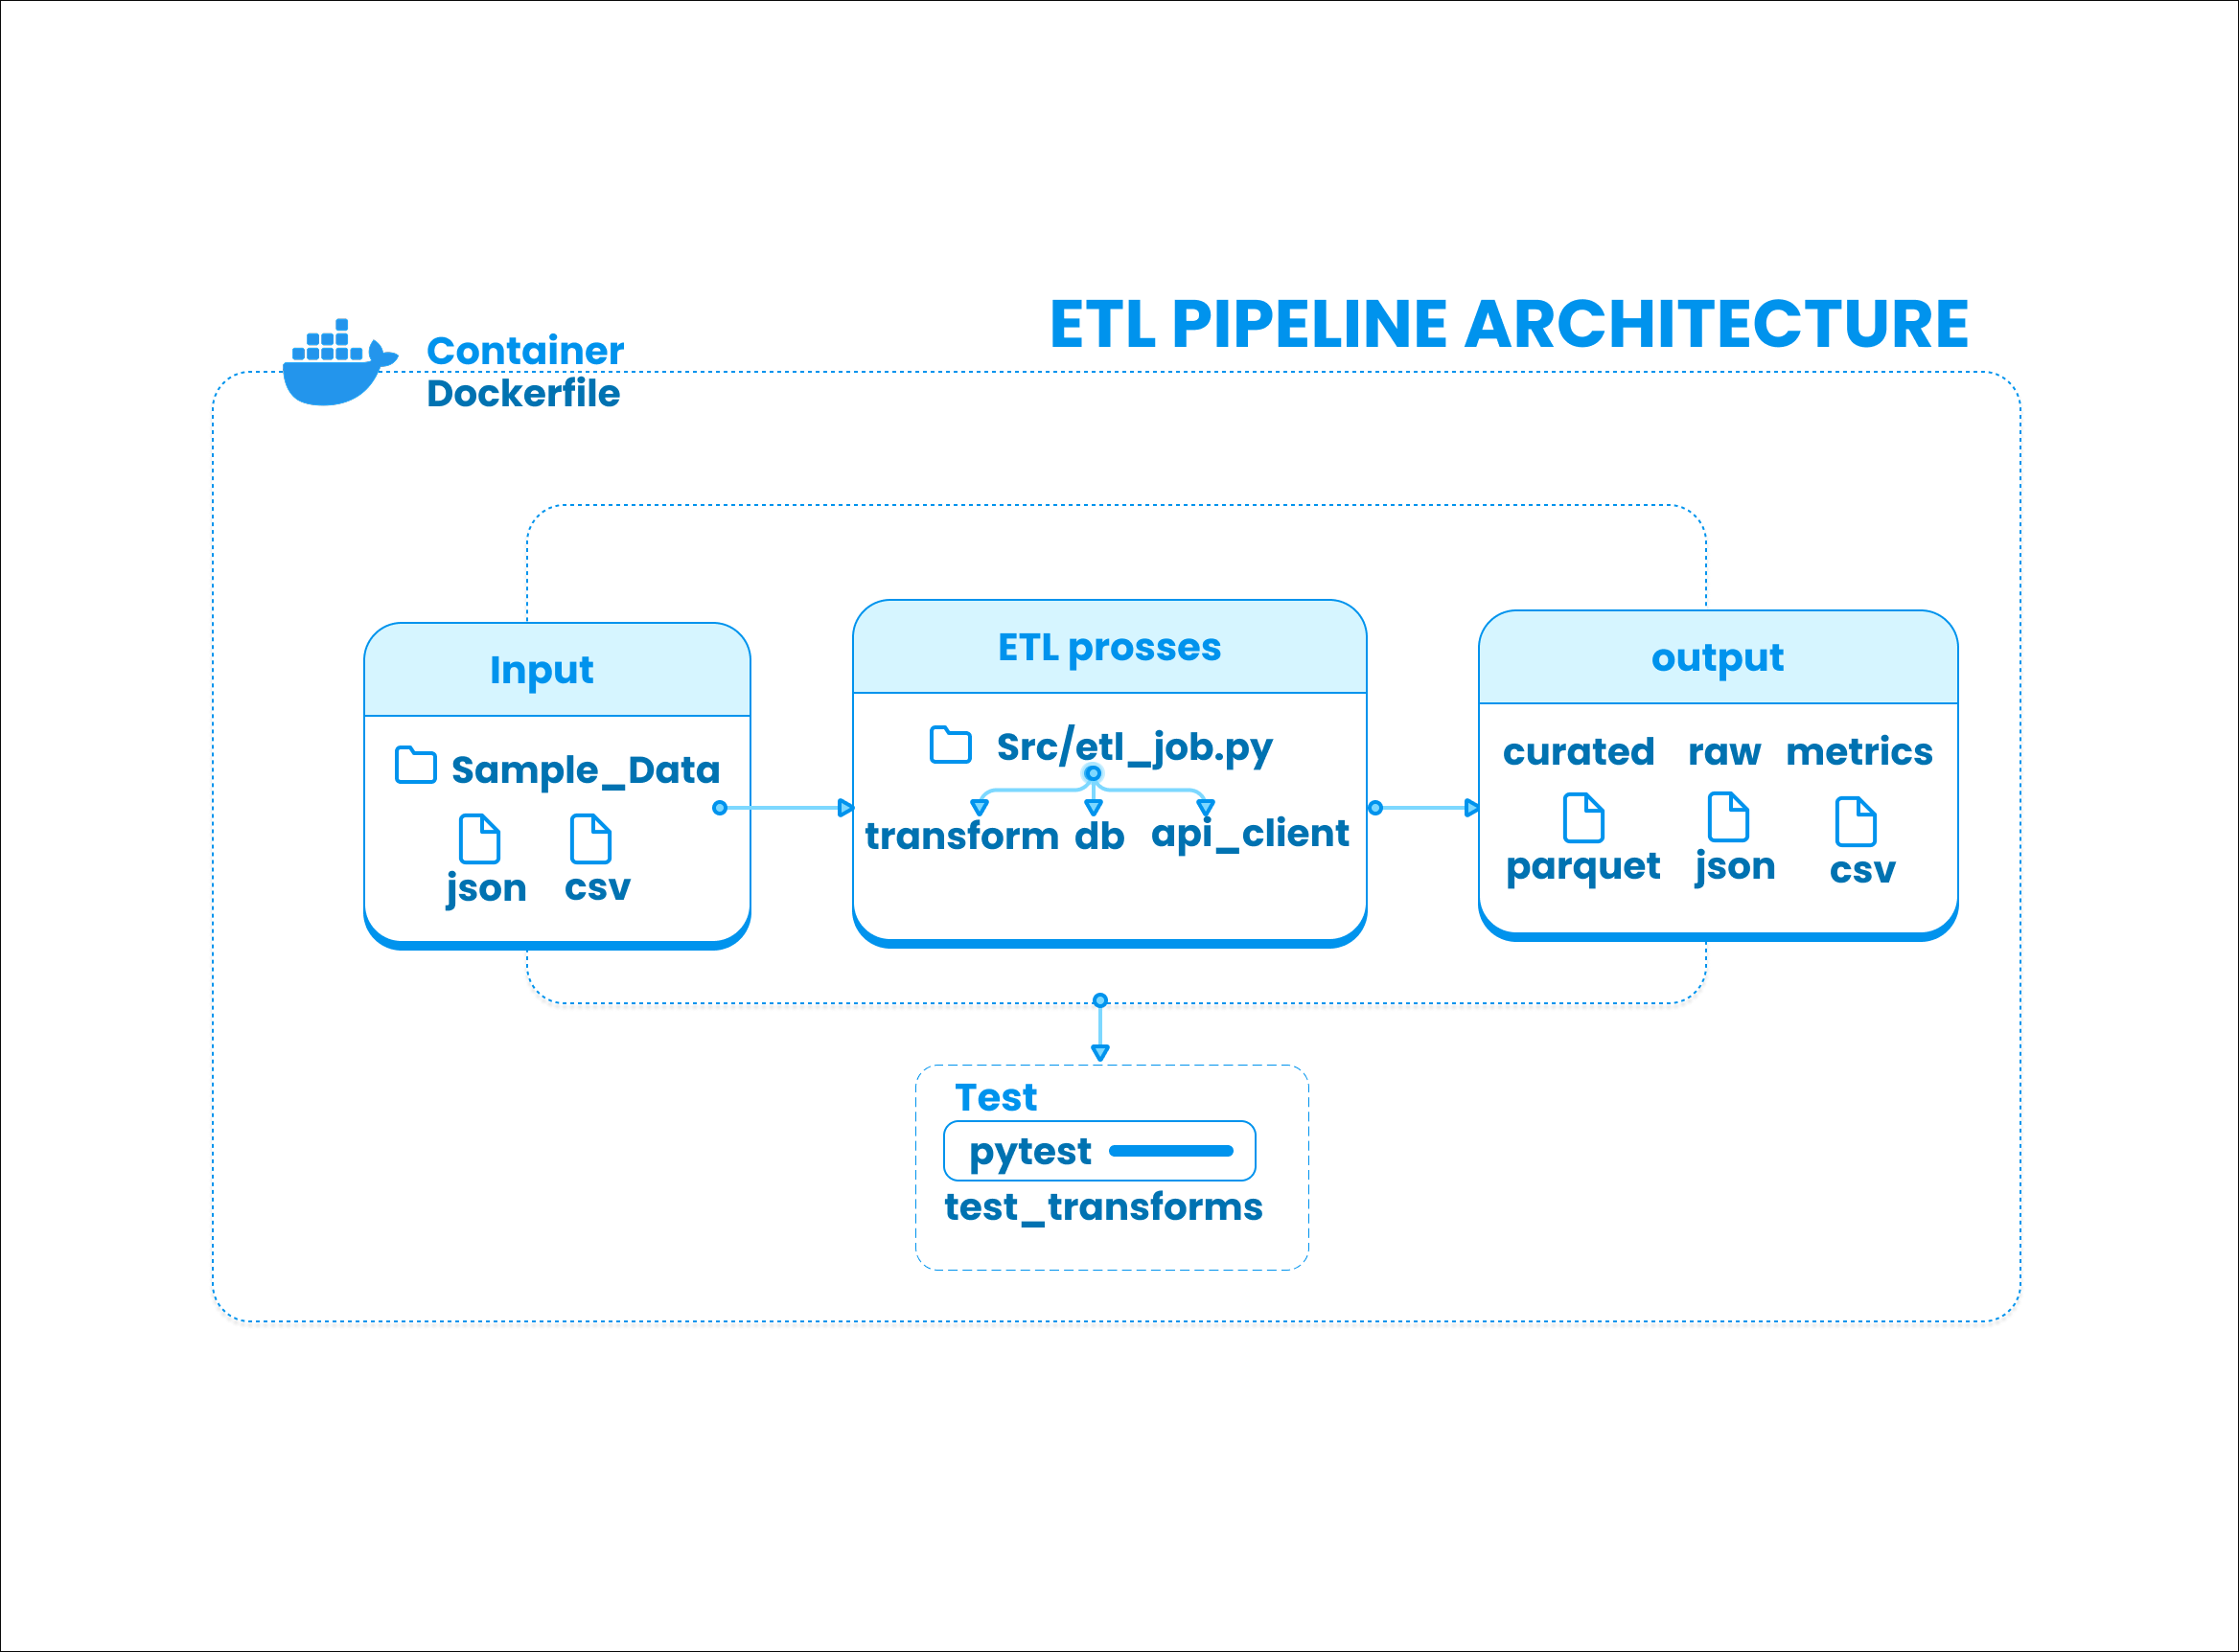 ETL PIPELINE ARCHITECTURE
Container
Dockerfile
Input
Sample_Data
json csv
ETL prosses
Src/etl_job.py
transform db api_client
output
curated raw metrics
parquet json csv
Test
pytest
test_transforms